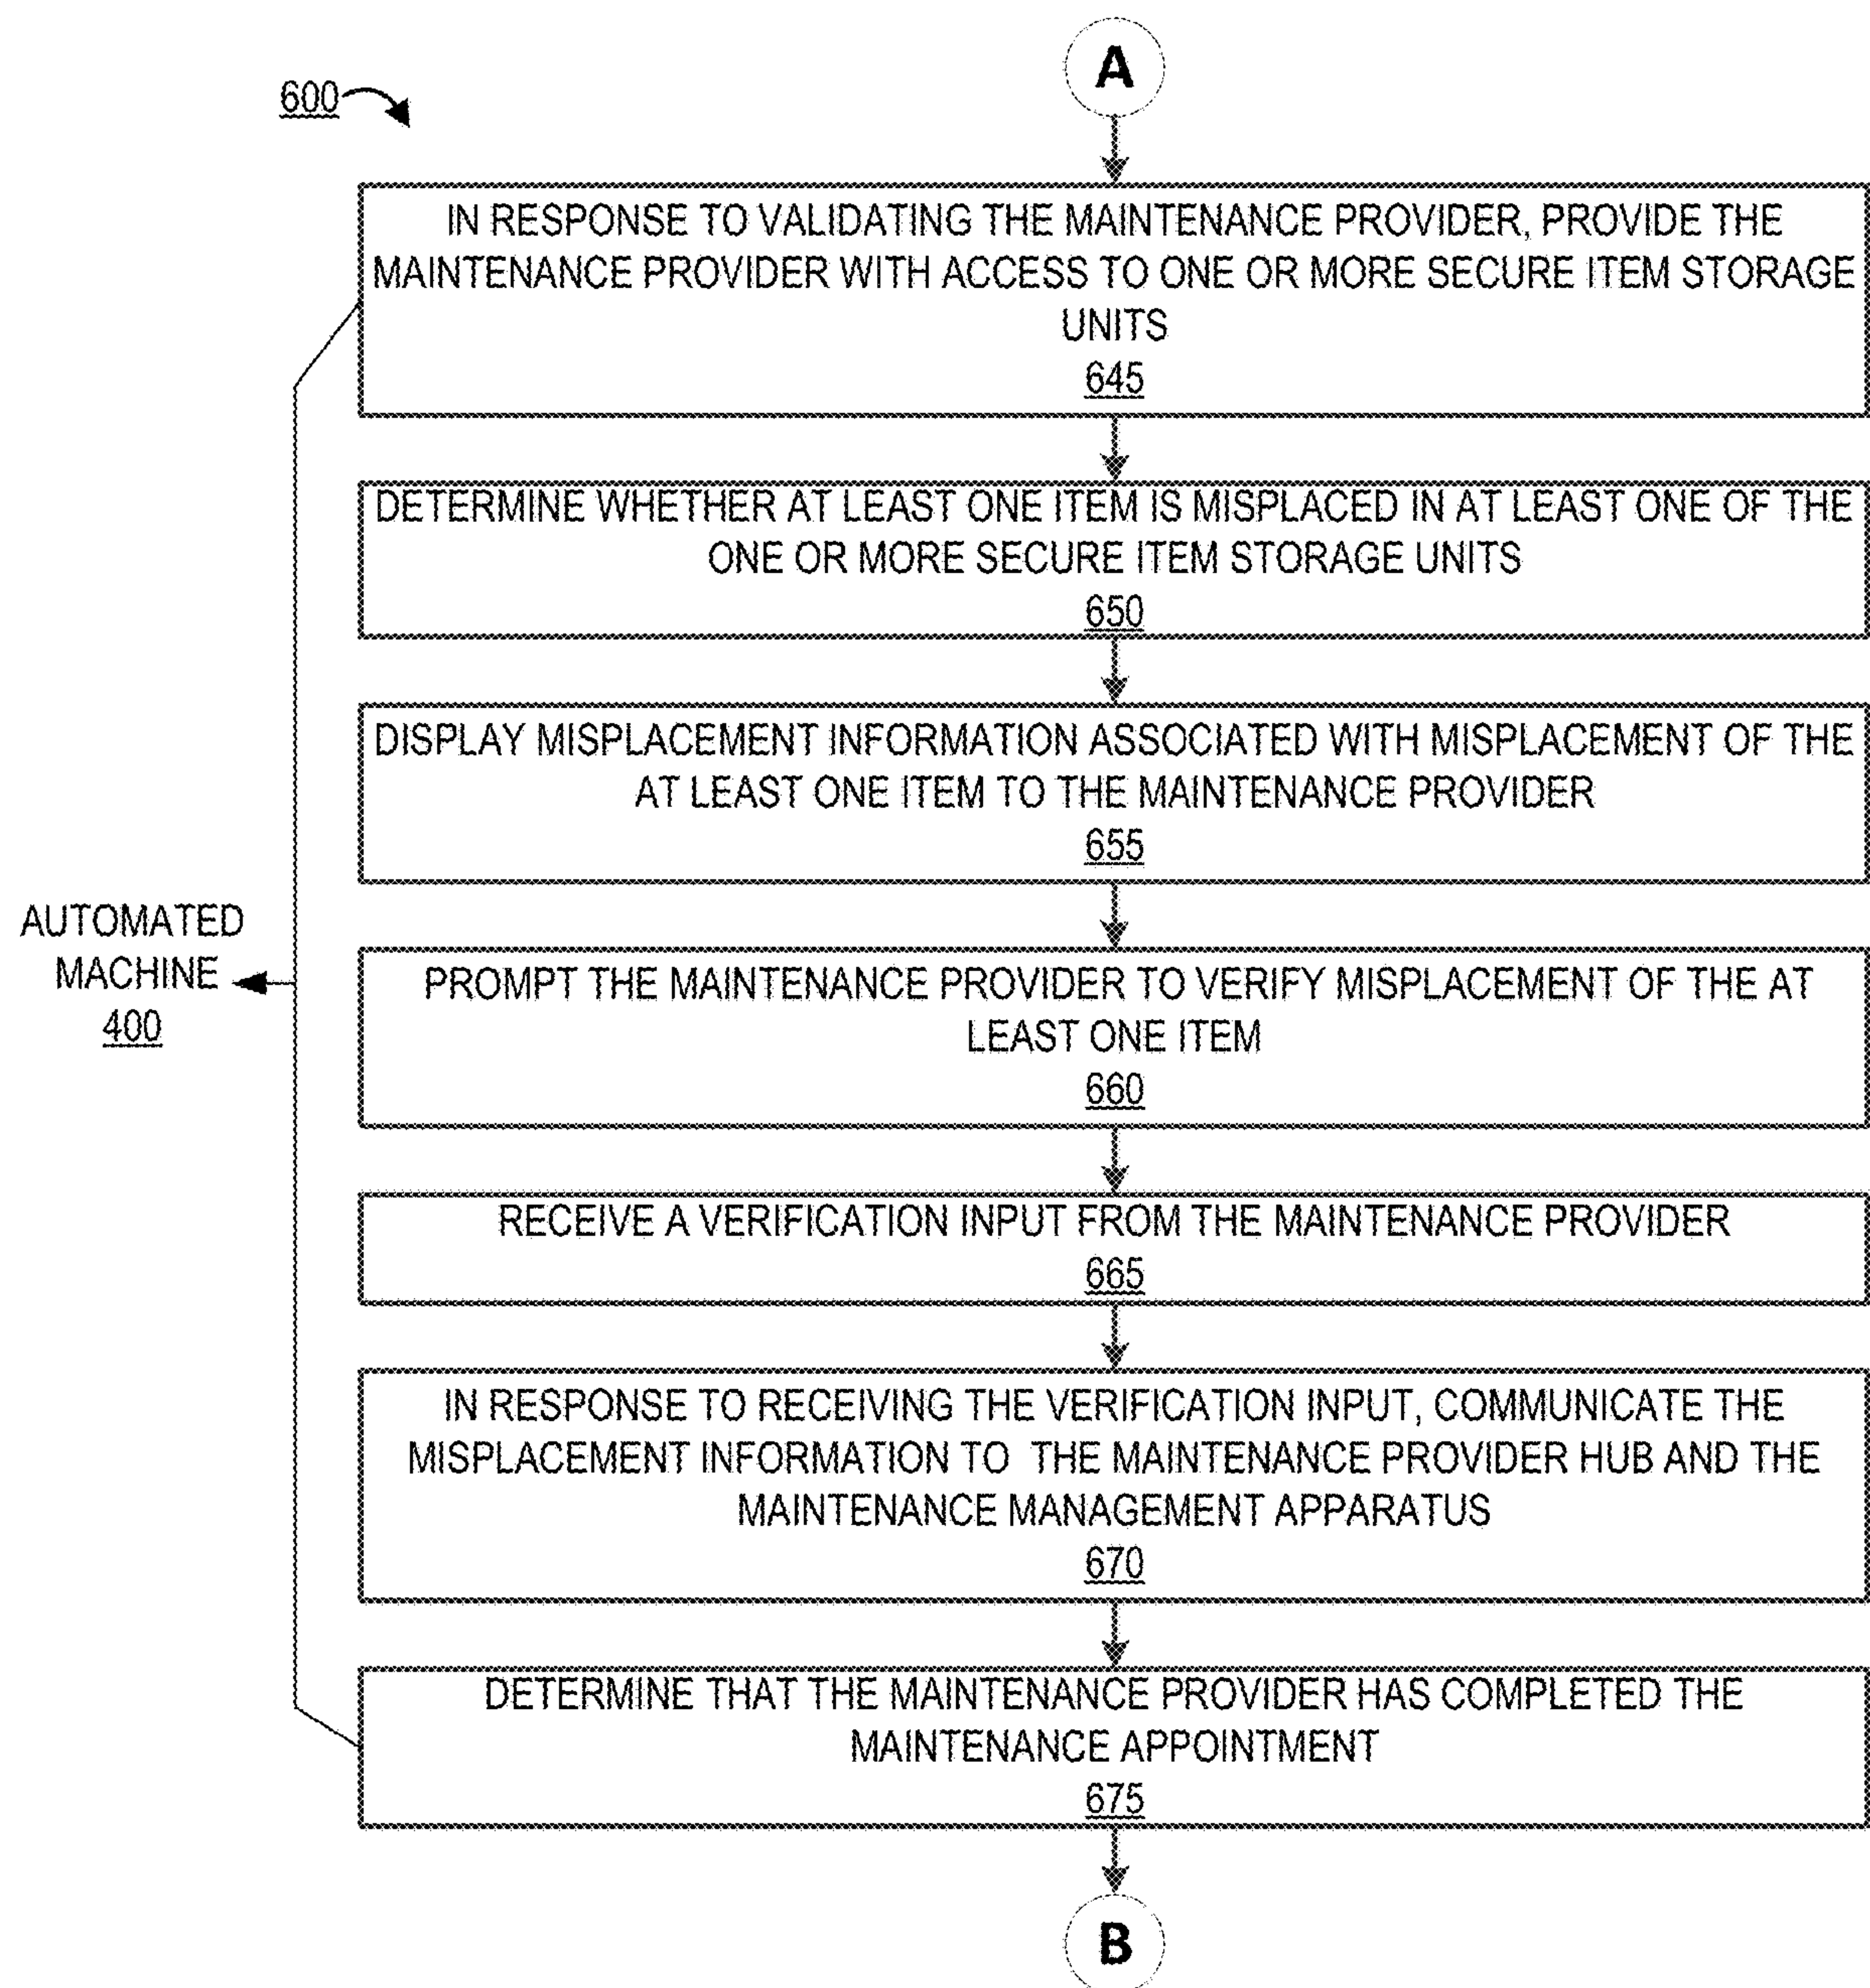 A
600
IN RESPONSE TO VALIDATING THE MAINTENANCE PROVIDER, PROVIDE THE
MAINTENANCE PROVIDER WITH ACCESS TO ONE OR MORE SECURE ITEM STORAGE
UNITS
645
DETERMINE WHETHER AT LEAST ONE ITEM IS MISPLACED IN AT LEAST ONE OF THE
ONE OR MORE SECURE ITEM STORAGE UNITS
650
DISPLAY MISPLACEMENT INFORMATION ASSOCIATED WITH MISPLACEMENT OF THE
AT LEAST ONE ITEM TO THE MAINTENANCE PROVIDER
655
AUTOMATED
MACHINE
400
PROMPT THE MAINTENANCE PROVIDER TO VERIFY MISPLACEMENT OF THE AT
LEAST ONE ITEM
660
RECEIVE A VERIFICATION INPUT FROM THE MAINTENANCE PROVIDER
665
IN RESPONSE TO RECEIVING THE VERIFICATION INPUT, COMMUNICATE THE
MISPLACEMENT INFORMATION TO THE MAINTENANCE PROVIDER HUB AND THE
MAINTENANCE MANAGEMENT APPARATUS
670
DETERMINE THAT THE MAINTENANCE PROVIDER HAS COMPLETED THE
MAINTENANCE APPOINTMENT
675
B